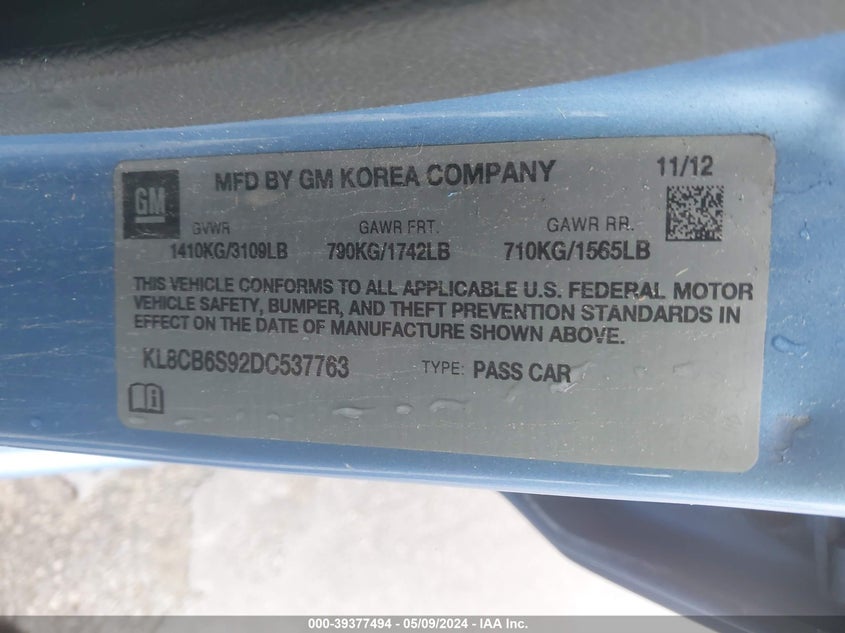 GM MFD BY GM KOREA COMPANY 11/12
GVWR GAWR FRT. GAWR RR.
1410KG/3109LB 790KG/1742LB 710KG/1565LB
THIS VEHICLE CONFORMS TO ALL APPLICABLE U.S. FEDERAL MOTOR
VEHICLE SAFETY, BUMPER, AND THEFT PREVENTION STANDARDS IN
EFFECT ON THE DATE OF MANUFACTURE SHOWN ABOVE.
KL8CB6S92DC537763 TYPE: PASS CAR
000-39377494 - 05/09/2024 - IAA Inc.